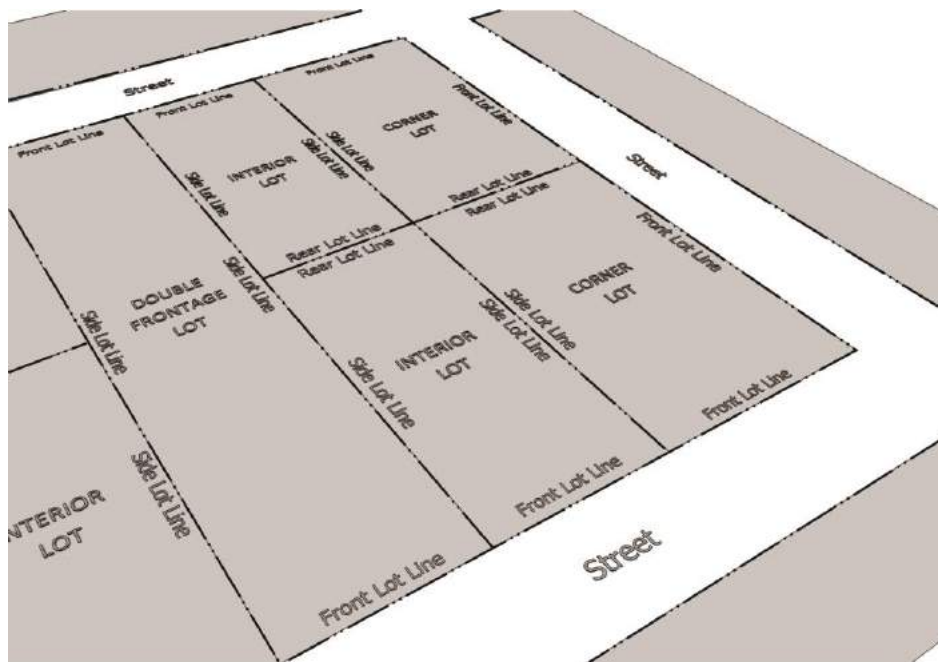 Street
Front Lot Line
Front Lot Line
Front Lot Line
Front Lot Line
CORNER
LOT
Side Lot Line
Side Lot Line
INTERIOR
LOT
Side Lot Line
Street
Rear Lot Line
Rear Lot Line
Front Lot Line
Rear Lot Line
Rear Lot Line
Side Lot Line
DOUBLE
FRONTAGE
LOT
Side Lot Line
CORNER
LOT
Side Lot Line
Side Lot Line
INTERIOR
LOT
Side Lot Line
Front Lot Line
Side Lot Line
Front Lot Line
NTERIOR
LOT
Street
Front Lot Line